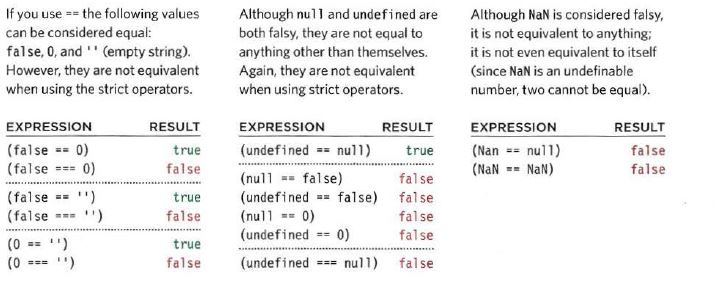 If you use == the following values
can be considered equal:
false, 0, and '' (empty string).
However, they are not equivalent
when using the strict operators.
EXPRESSION RESULT
(false == 0) true
(false === 0) false
(false == '') true
(false === '') false
(0 == '') true
(0 === '') false
Although null and undefined are
both falsy, they are not equal to
anything other than themselves.
Again, they are not equivalent
when using strict operators.
EXPRESSION RESULT
(undefined == null) true
(null == false) false
(undefined == false) false
(null == 0) false
(undefined == 0) false
(undefined === null) false
Although NaN is considered falsy,
it is not equivalent to anything;
it is not even equivalent to itself
(since NaN is an undefinable
number, two cannot be equal).
EXPRESSION RESULT
(Nan == null) false
(NaN == NaN) false